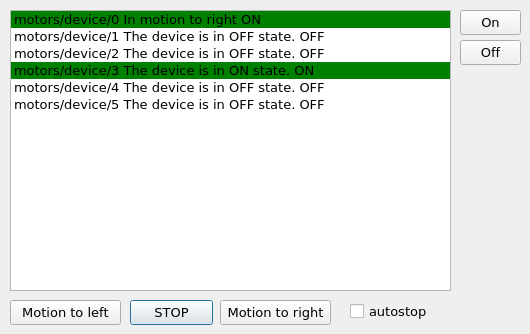 motors/device/0 In motion to right ON
motors/device/1 The device is in OFF state. OFF
motors/device/2 The device is in OFF state. OFF
motors/device/3 The device is in ON state. ON
motors/device/4 The device is in OFF state. OFF
motors/device/5 The device is in OFF state. OFF
On
Off
Motion to left
STOP
Motion to right
autostop